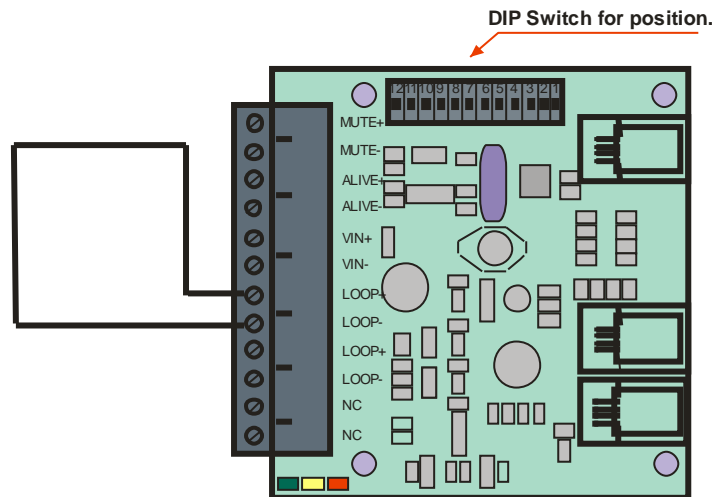 DIP Switch for position.
12 11 10 9 8 7 6 5 4 3 2 1
MUTE+
MUTE-
ALIVE+
ALIVE-
VIN+
VIN-
LOOP+
LOOP-
LOOP+
LOOP-
NC
NC